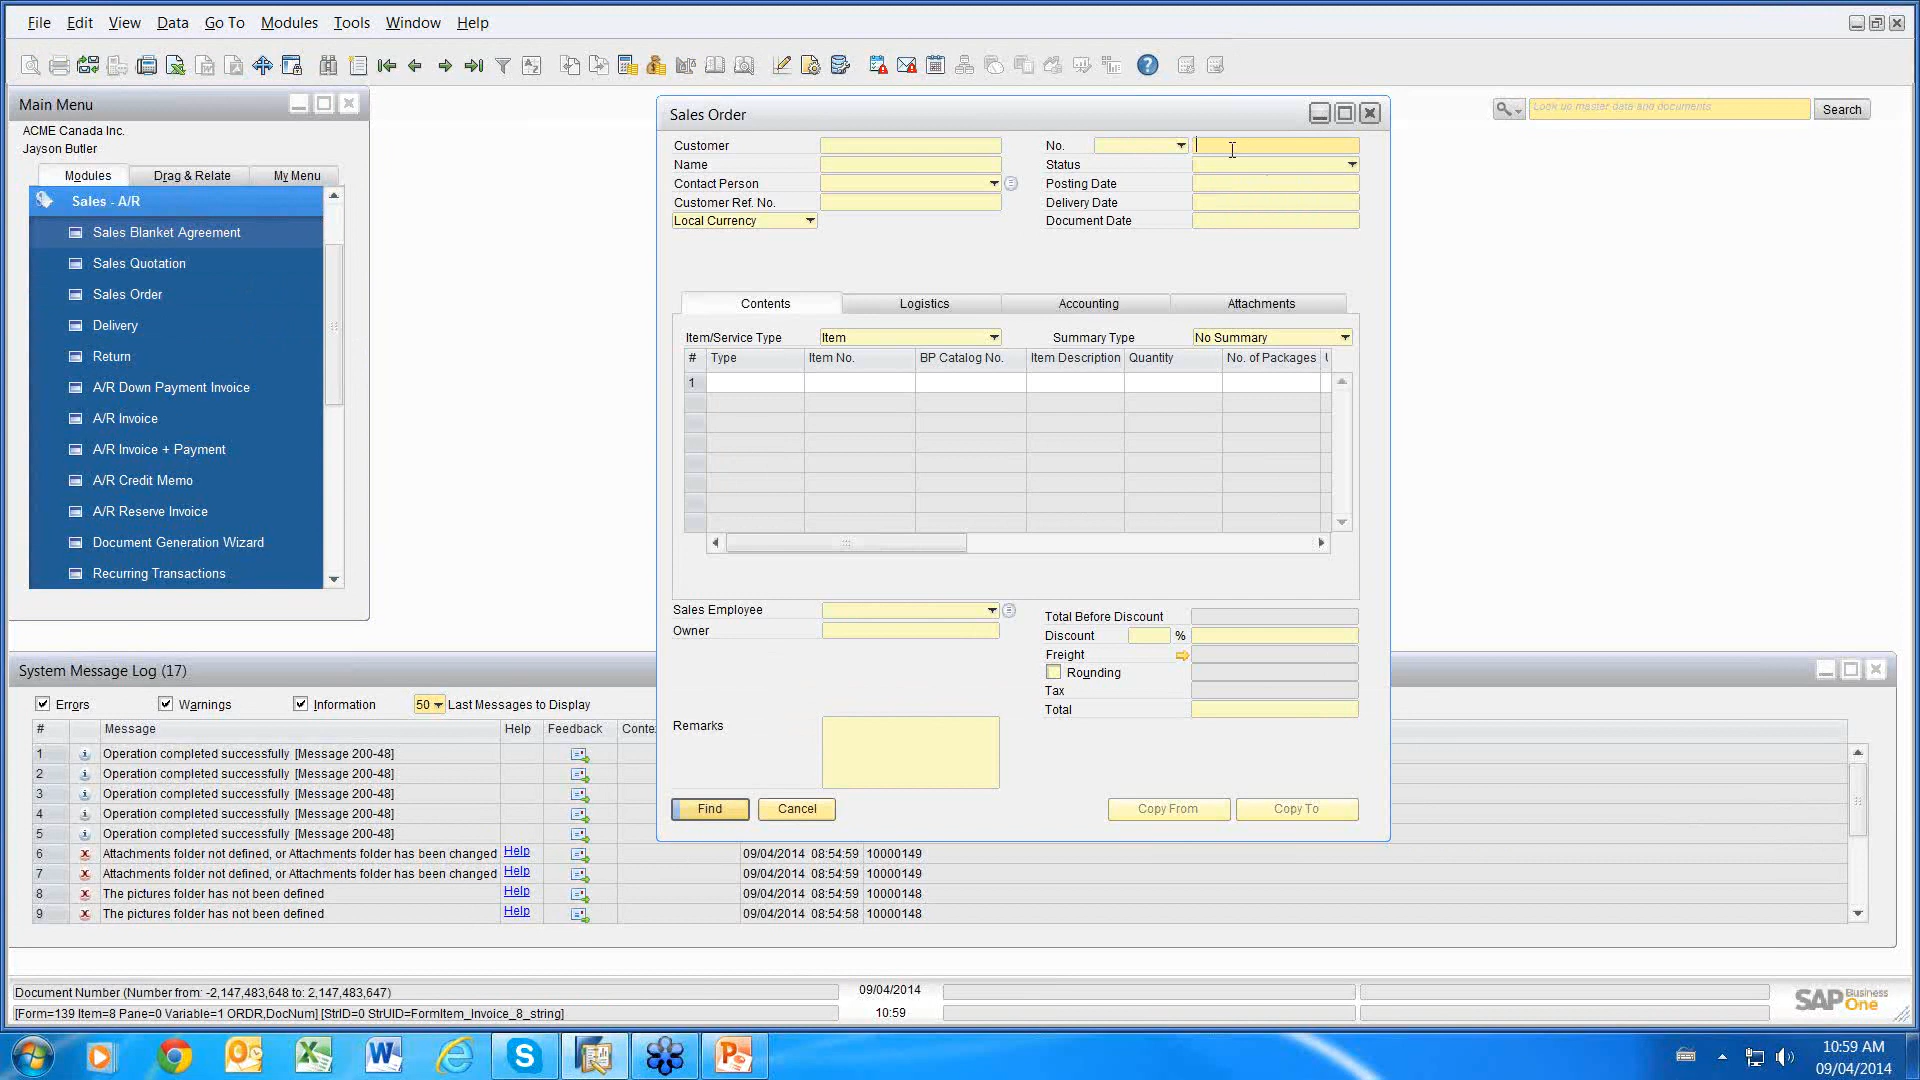 File Edit View Data Go To Modules Tools Window Help
Main Menu
ACME Canada Inc.
Jayson Butler
Modules Drag & Relate My Menu
Sales - A/R
Sales Blanket Agreement
Sales Quotation
Sales Order
Delivery
Return
A/R Down Payment Invoice
A/R Invoice
A/R Invoice + Payment
A/R Credit Memo
A/R Reserve Invoice
Document Generation Wizard
Recurring Transactions
Look up master data and documents Search
Sales Order
Customer
Name
Contact Person
Customer Ref. No.
Local Currency
No.
Status
Posting Date
Delivery Date
Document Date
Contents Logistics Accounting Attachments
Item/Service Type Item Summary Type No Summary
# Type Item No. BP Catalog No. Item Description Quantity No. of Packages
1
Sales Employee
Owner
Remarks
Total Before Discount
Discount %
Freight
Rounding
Tax
Total
Find Cancel Copy From Copy To
System Message Log (17)
Errors Warnings Information 50 Last Messages to Display
# Message Help Feedback Conte
1 Operation completed successfully [Message 200-48]
2 Operation completed successfully [Message 200-48]
3 Operation completed successfully [Message 200-48]
4 Operation completed successfully [Message 200-48]
5 Operation completed successfully [Message 200-48]
6 Attachments folder not defined, or Attachments folder has been changed Help 09/04/2014 08:54:59 10000149
7 Attachments folder not defined, or Attachments folder has been changed Help 09/04/2014 08:54:59 10000149
8 The pictures folder has not been defined Help 09/04/2014 08:54:59 10000148
9 The pictures folder has not been defined Help 09/04/2014 08:54:58 10000148
Document Number (Number from: -2,147,483,648 to: 2,147,483,647) 09/04/2014
[Form=139 Item=8 Pane=0 Variable=1 ORDR,DocNum] [StrID=0 StrUID=FormItem_Invoice_8_string] 10:59
SAP Business One
10:59 AM
09/04/2014